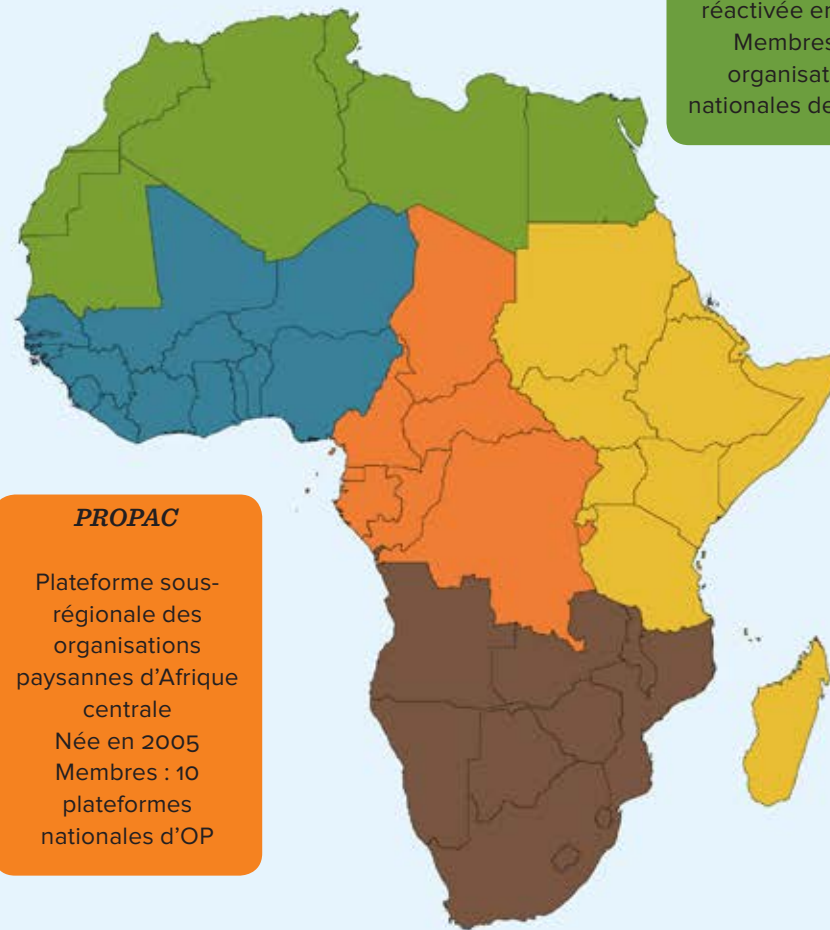 réactivée en
Membres
organisat
nationales de
PROPAC
Plateforme sous-
régionale des
organisations
paysannes d'Afrique
centrale
Née en 2005
Membres : 10
plateformes
nationales d'OP